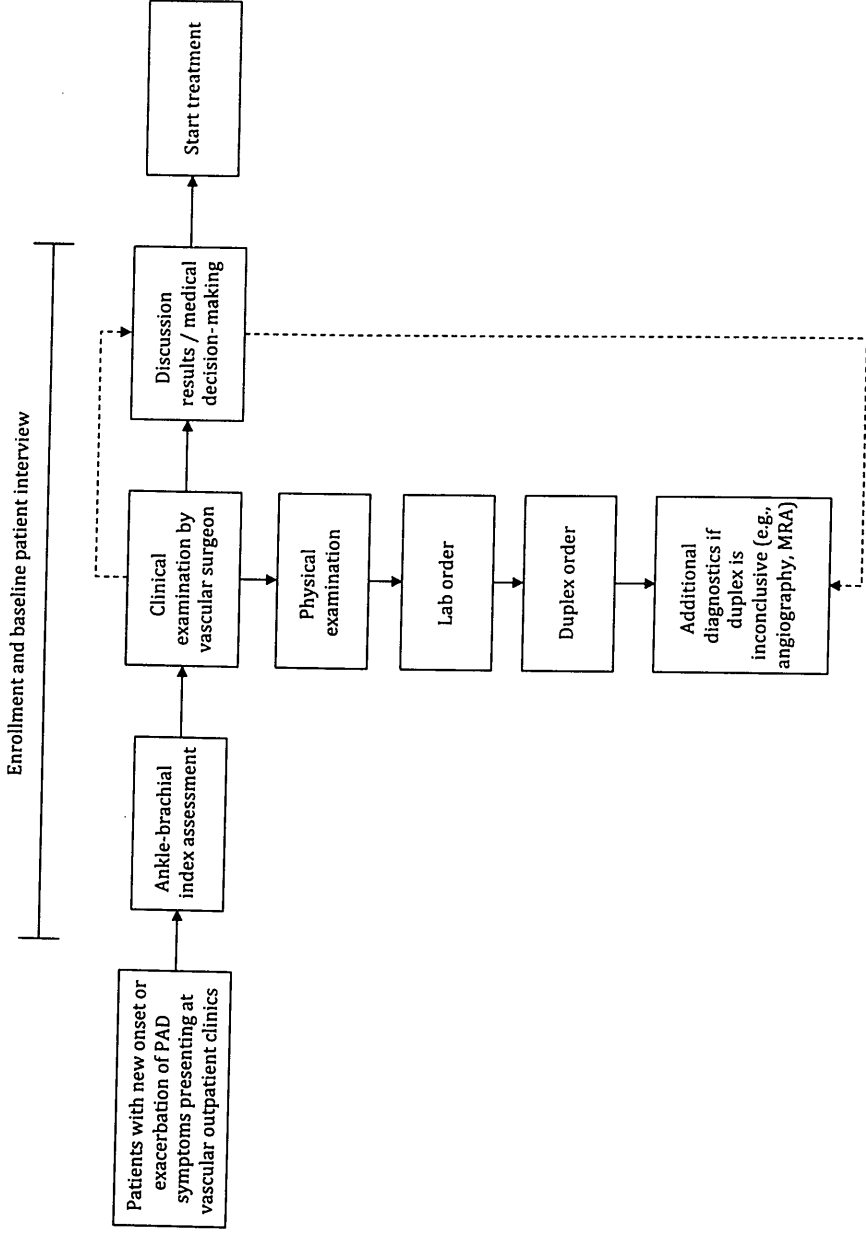 Enrollment and baseline patient interview
Patients with new onset or
exacerbation of PAD
symptoms presenting at
vascular outpatient clinics
Ankle-brachial
index assessment
Clinical
examination by
vascular surgeon
Discussion
results / medical
decision-making
Start treatment
Physical
examination
Lab order
Duplex order
Additional
diagnostics if
duplex is
inconclusive (e.g.,
angiography, MRA)